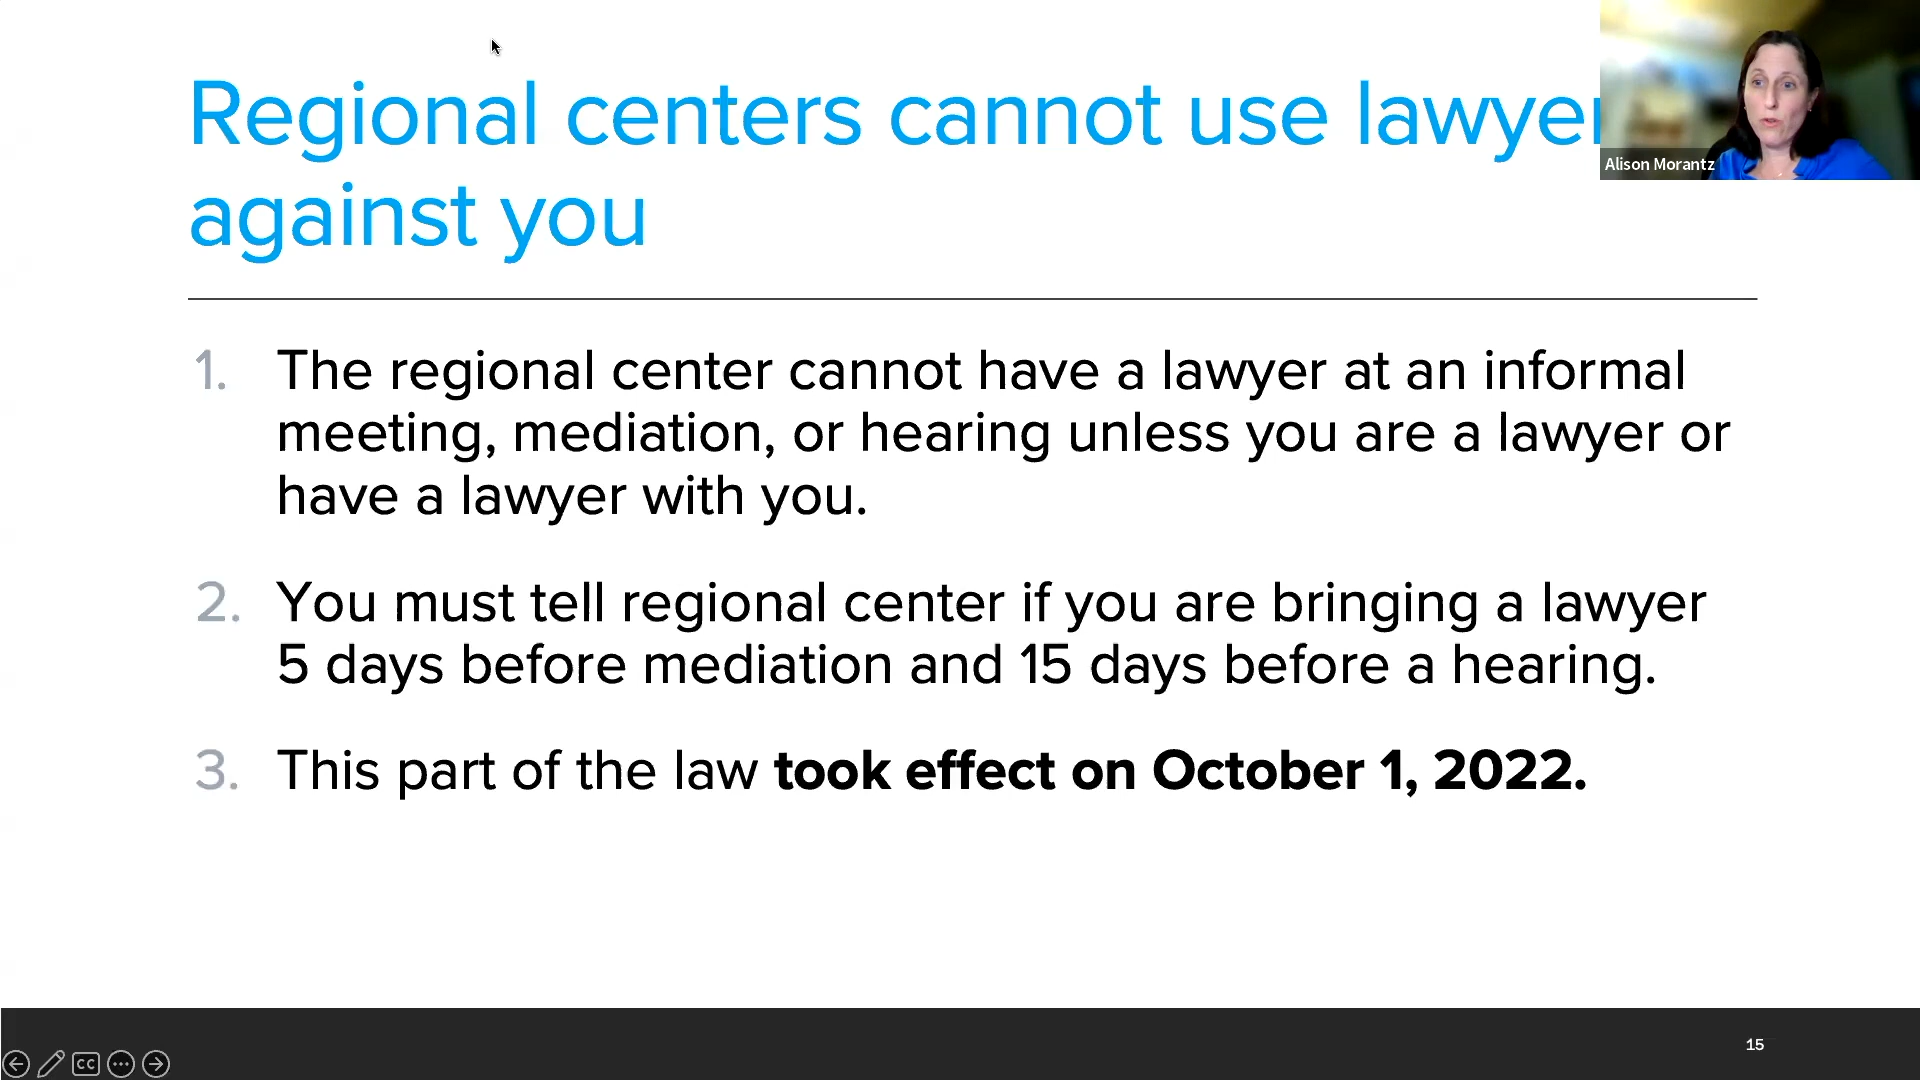 Regional centers cannot use lawyer
against you
Alison Morantz
1. The regional center cannot have a lawyer at an informal
meeting, mediation, or hearing unless you are a lawyer or
have a lawyer with you.
2. You must tell regional center if you are bringing a lawyer
5 days before mediation and 15 days before a hearing.
3. This part of the law took effect on October 1, 2022.
15
CC